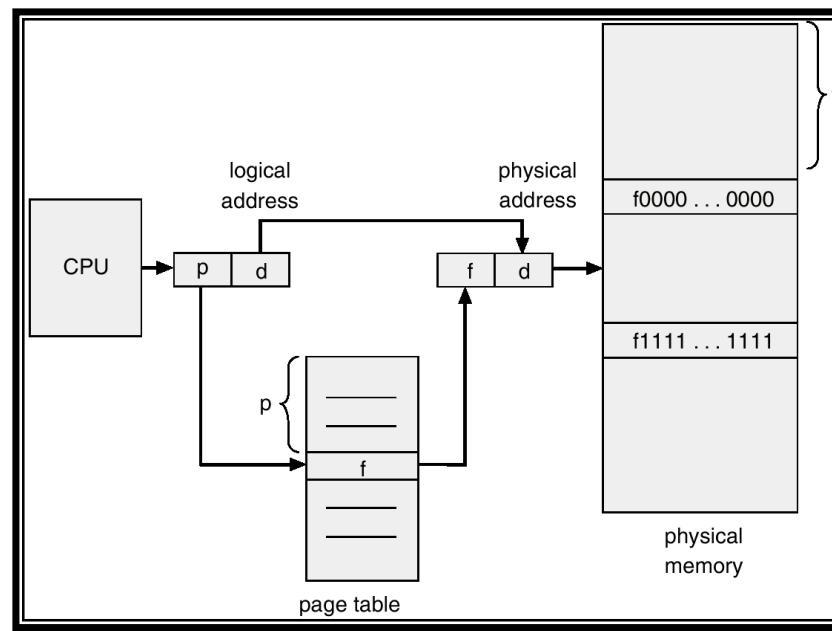 logical
address
physical
address
f0000 . . . 0000
CPU
p
d
f
d
f1111 . . . 1111
p
f
physical
memory
page table